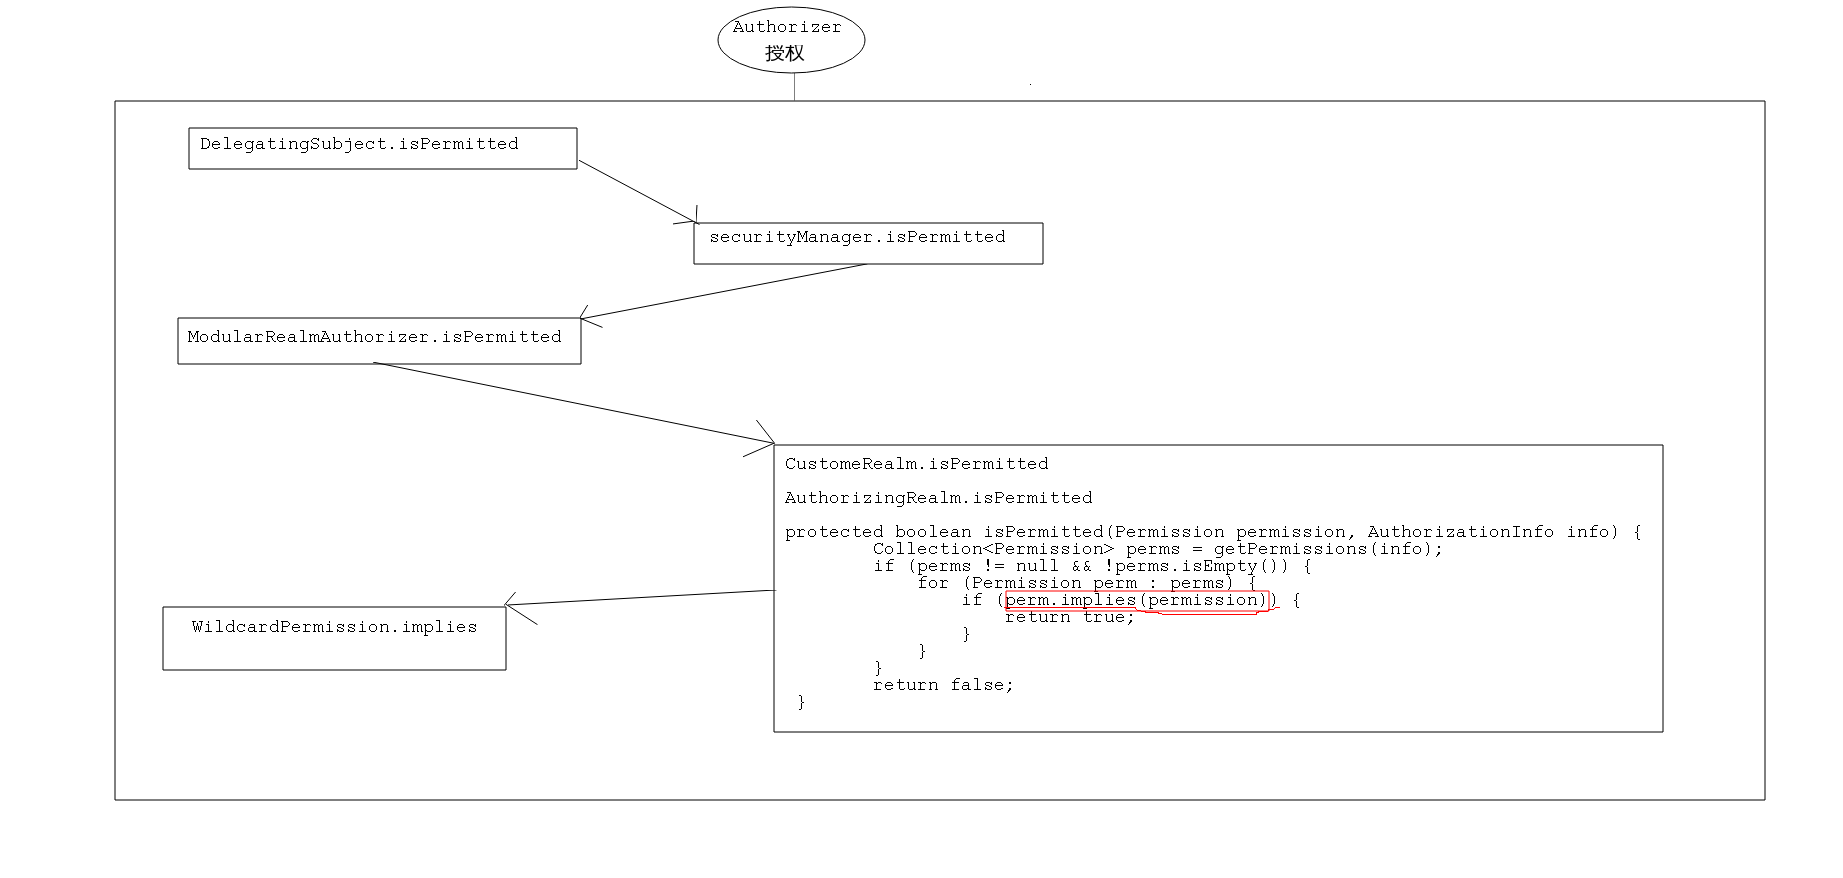 Authorizer
授权
DelegatingSubject.isPermitted
securityManager.isPermitted
ModularRealmAuthorizer.isPermitted
CustomeRealm.isPermitted
AuthorizingRealm.isPermitted
protected boolean isPermitted(Permission permission, AuthorizationInfo info) {
        Collection<Permission> perms = getPermissions(info);
        if (perms != null && !perms.isEmpty()) {
            for (Permission perm : perms) {
                if (perm.implies(permission)) {
                    return true;
                }
            }
        }
        return false;
 }
WildcardPermission.implies